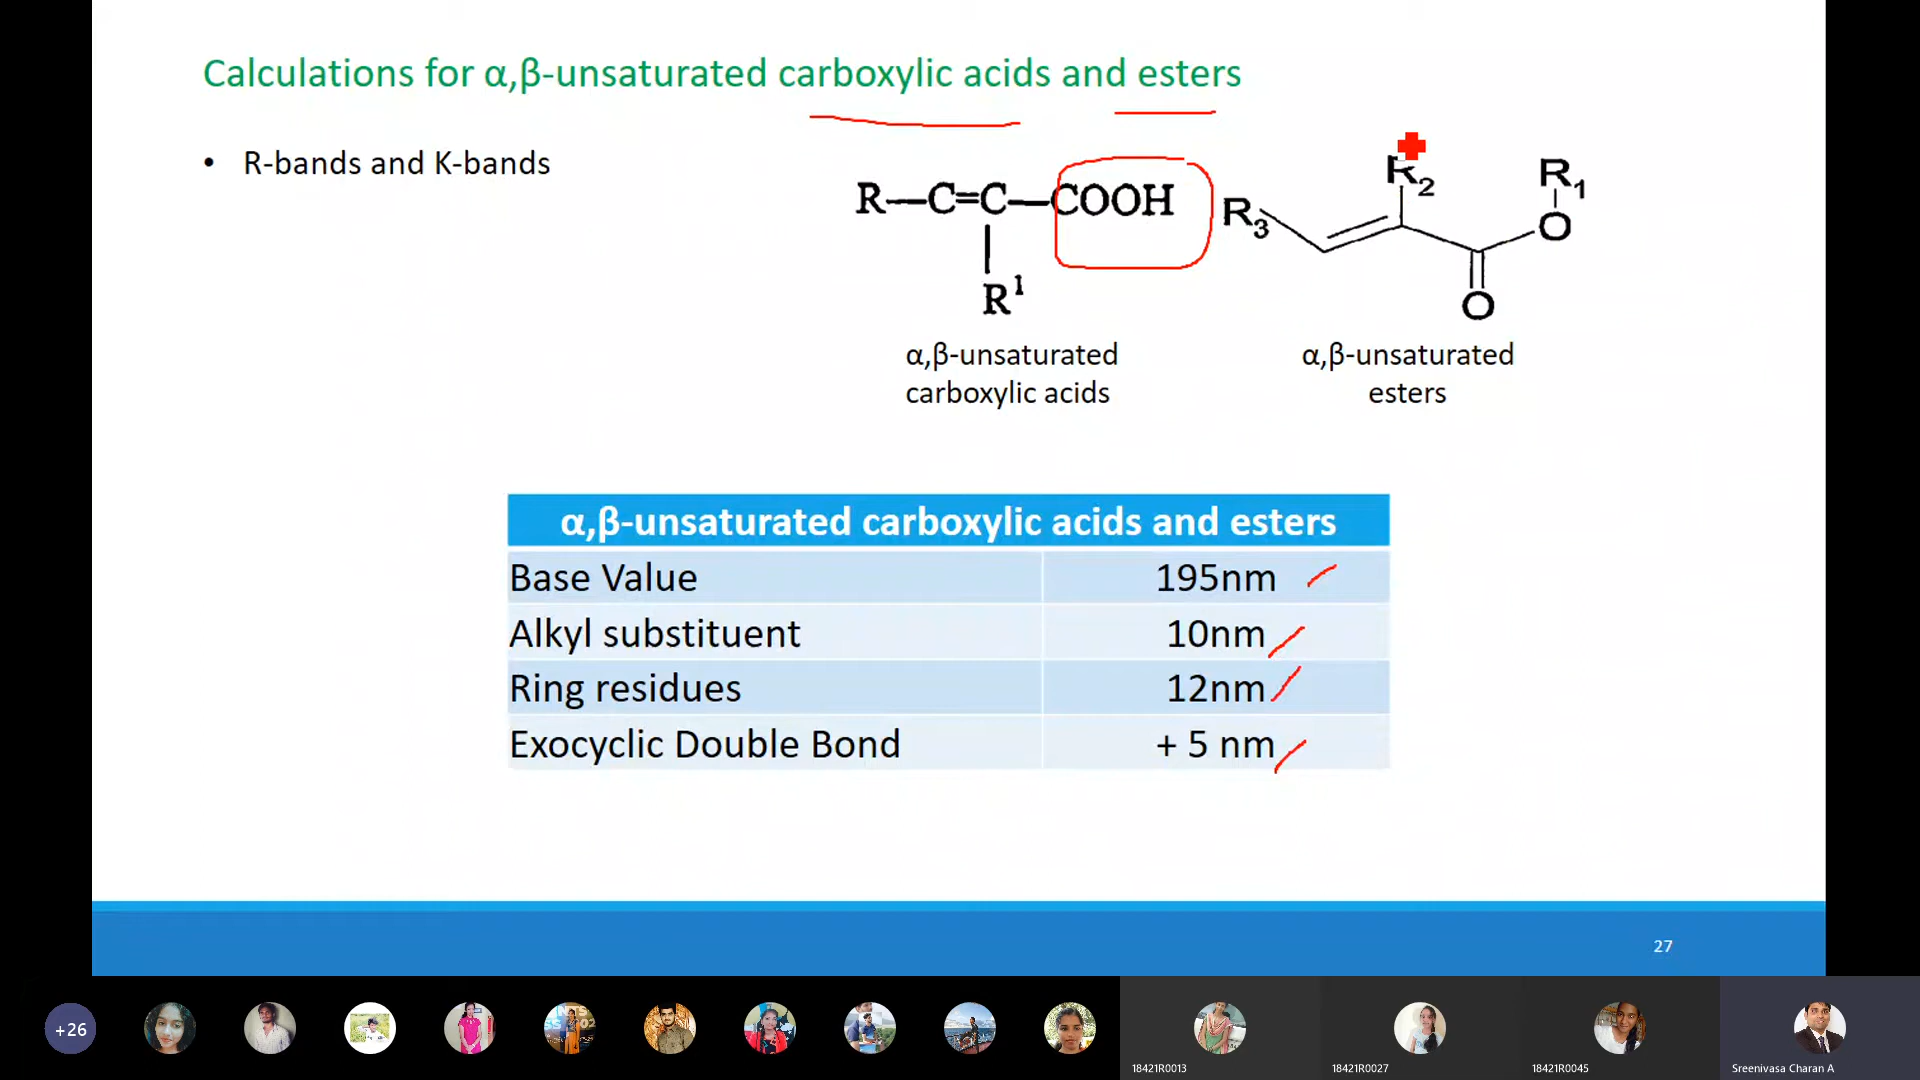 Calculations for α,β-unsaturated carboxylic acids and esters
• R-bands and K-bands
R—C=C—COOH
R¹
R₃
R₂
R₁
O
O
α,β-unsaturated
carboxylic acids
α,β-unsaturated
esters
α,β-unsaturated carboxylic acids and esters
Base Value 195nm
Alkyl substituent 10nm
Ring residues 12nm
Exocyclic Double Bond + 5 nm
27
+26
18421R0013
18421R0027
18421R0045
Sreenivasa Charan A